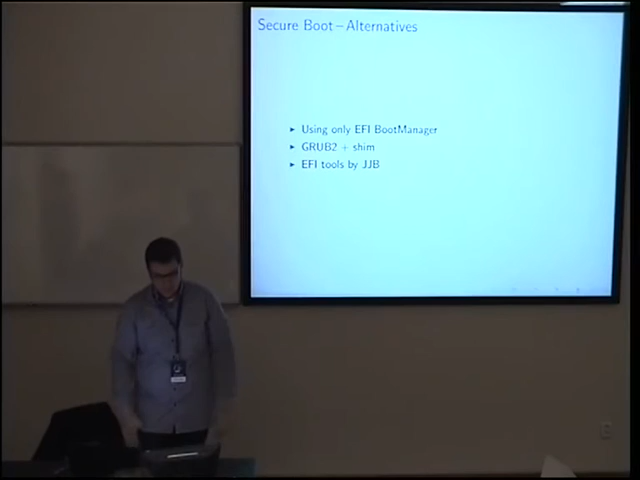 Secure Boot – Alternatives
Using only EFI BootManager
GRUB2 + shim
EFI tools by JJB